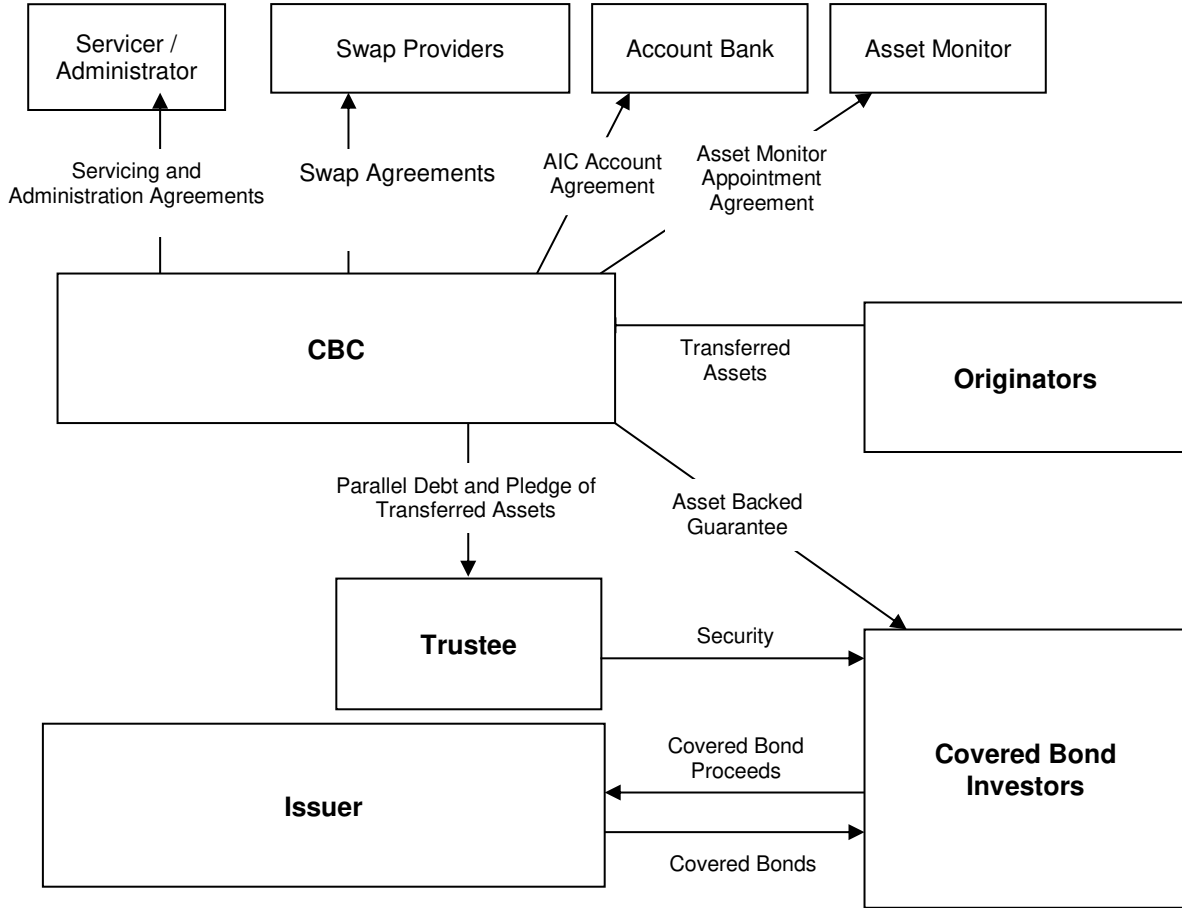 Servicer /
Administrator
Swap Providers
Account Bank
Asset Monitor
Servicing and
Administration Agreements
Swap Agreements
AIC Account
Agreement
Asset Monitor
Appointment
Agreement
CBC
Transferred
Assets
Originators
Parallel Debt and Pledge of
Transferred Assets
Asset Backed
Guarantee
Trustee
Security
Covered Bond
Proceeds
Covered Bond
Investors
Issuer
Covered Bonds